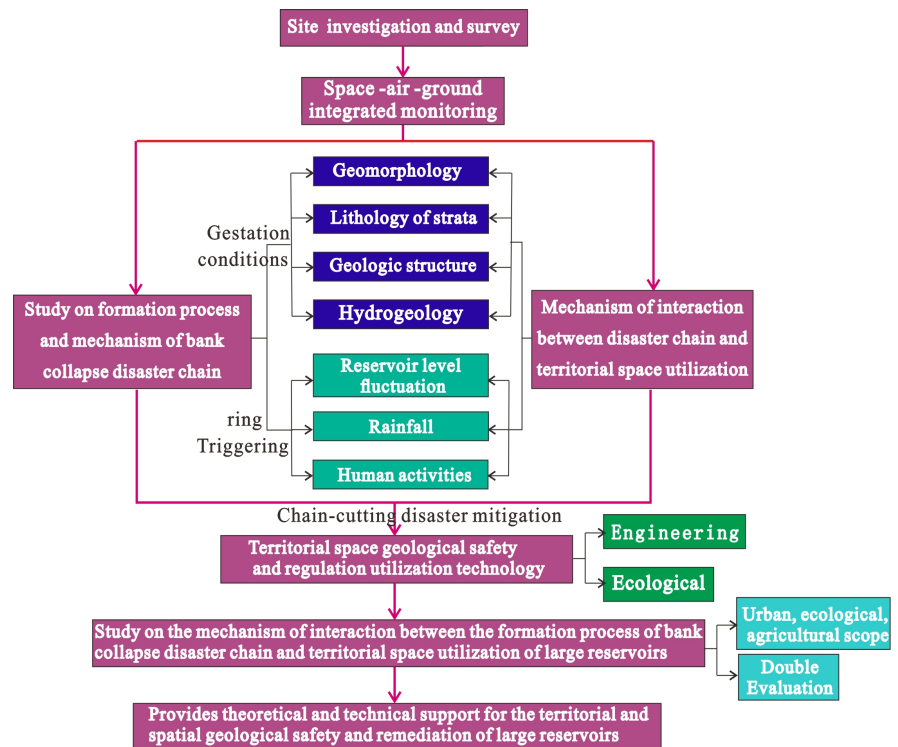 Site investigation and survey
Space -air -ground
integrated monitoring
Geomorphology
Lithology of strata
Geologic structure
Hydrogeology
Gestation
conditions
Study on formation process
and mechanism of bank
collapse disaster chain
Mechanism of interaction
between disaster chain and
territorial space utilization
Reservoir level
fluctuation
Rainfall
Human activities
ring
Triggering
Chain-cutting disaster mitigation
Territorial space geological safety
and regulation utilization technology
Engineering
Ecological
Study on the mechanism of interaction between the formation process of bank
collapse disaster chain and territorial space utilization of large reservoirs
Urban, ecological,
agricultural scope
Double
Evaluation
Provides theoretical and technical support for the territorial and
spatial geological safety and remediation of large reservoirs